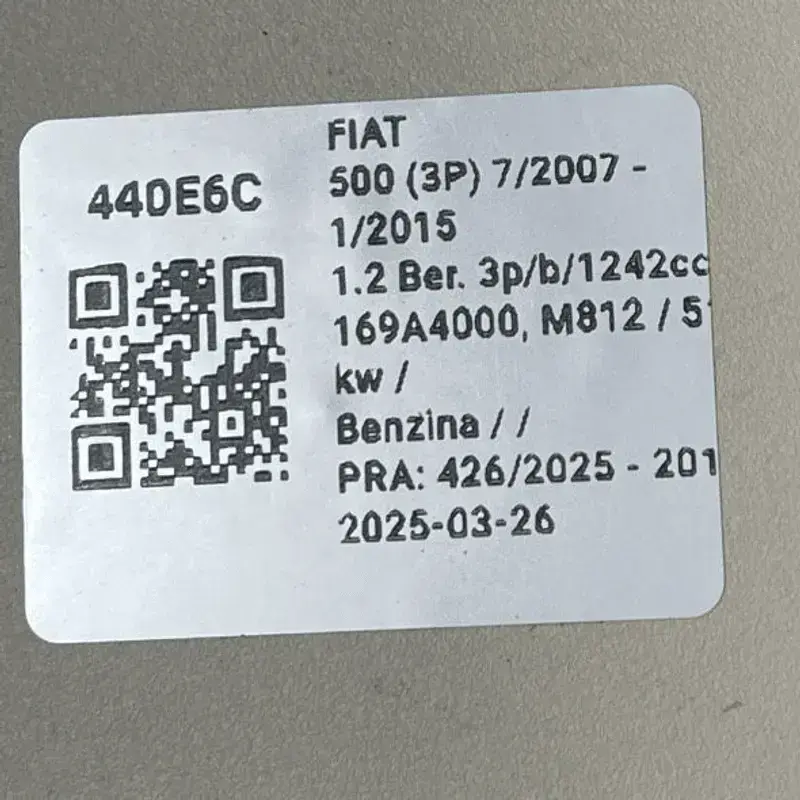 440E6C
FIAT
500 (3P) 7/2007 -
1/2015
1.2 Ber. 3p/b/1242cc
169A4000, M812 / 5
kw /
Benzina / /
PRA: 426/2025 - 201
2025-03-26